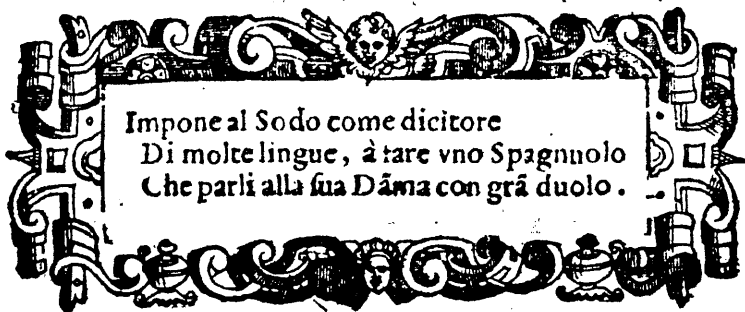 Impone al Sodo come dicitore
Di molte lingue, à fare vno Spagnuolo
Che parli alla sua Dãma con grã duolo.